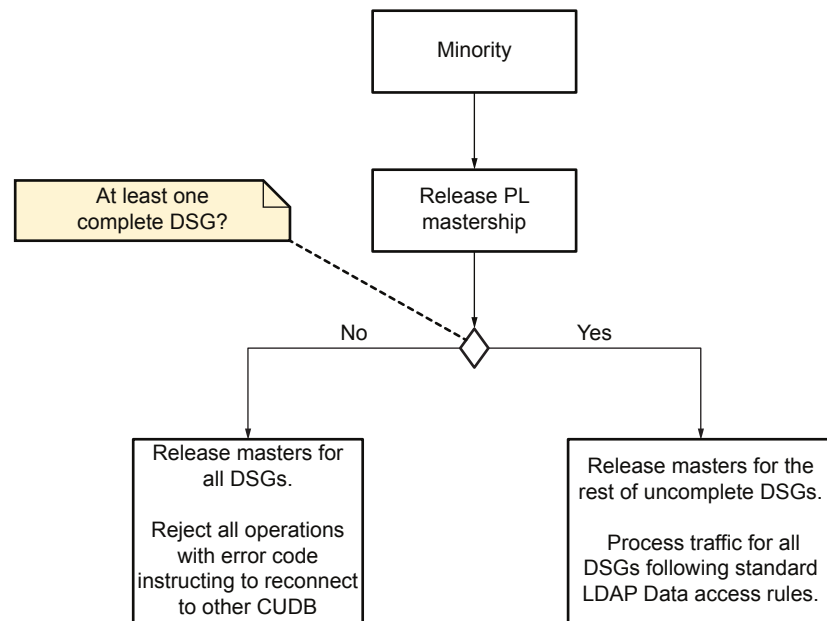 Minority
At least one
complete DSG?
Release PL
mastership
No
Yes
Release masters for
all DSGs.
Reject all operations
with error code
instructing to reconnect
to other CUDB
Release masters for the
rest of uncomplete DSGs.
Process traffic for all
DSGs following standard
LDAP Data access rules.